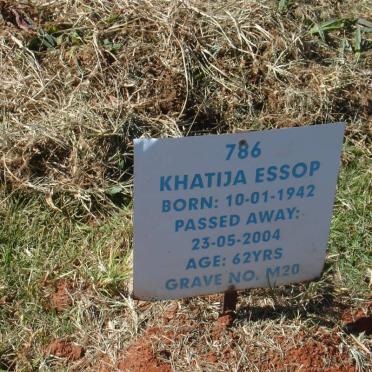 786
KHATIJA ESSOP
BORN: 10-01-1942
PASSED AWAY:
23-05-2004
AGE: 62YRS
GRAVE NO. M20